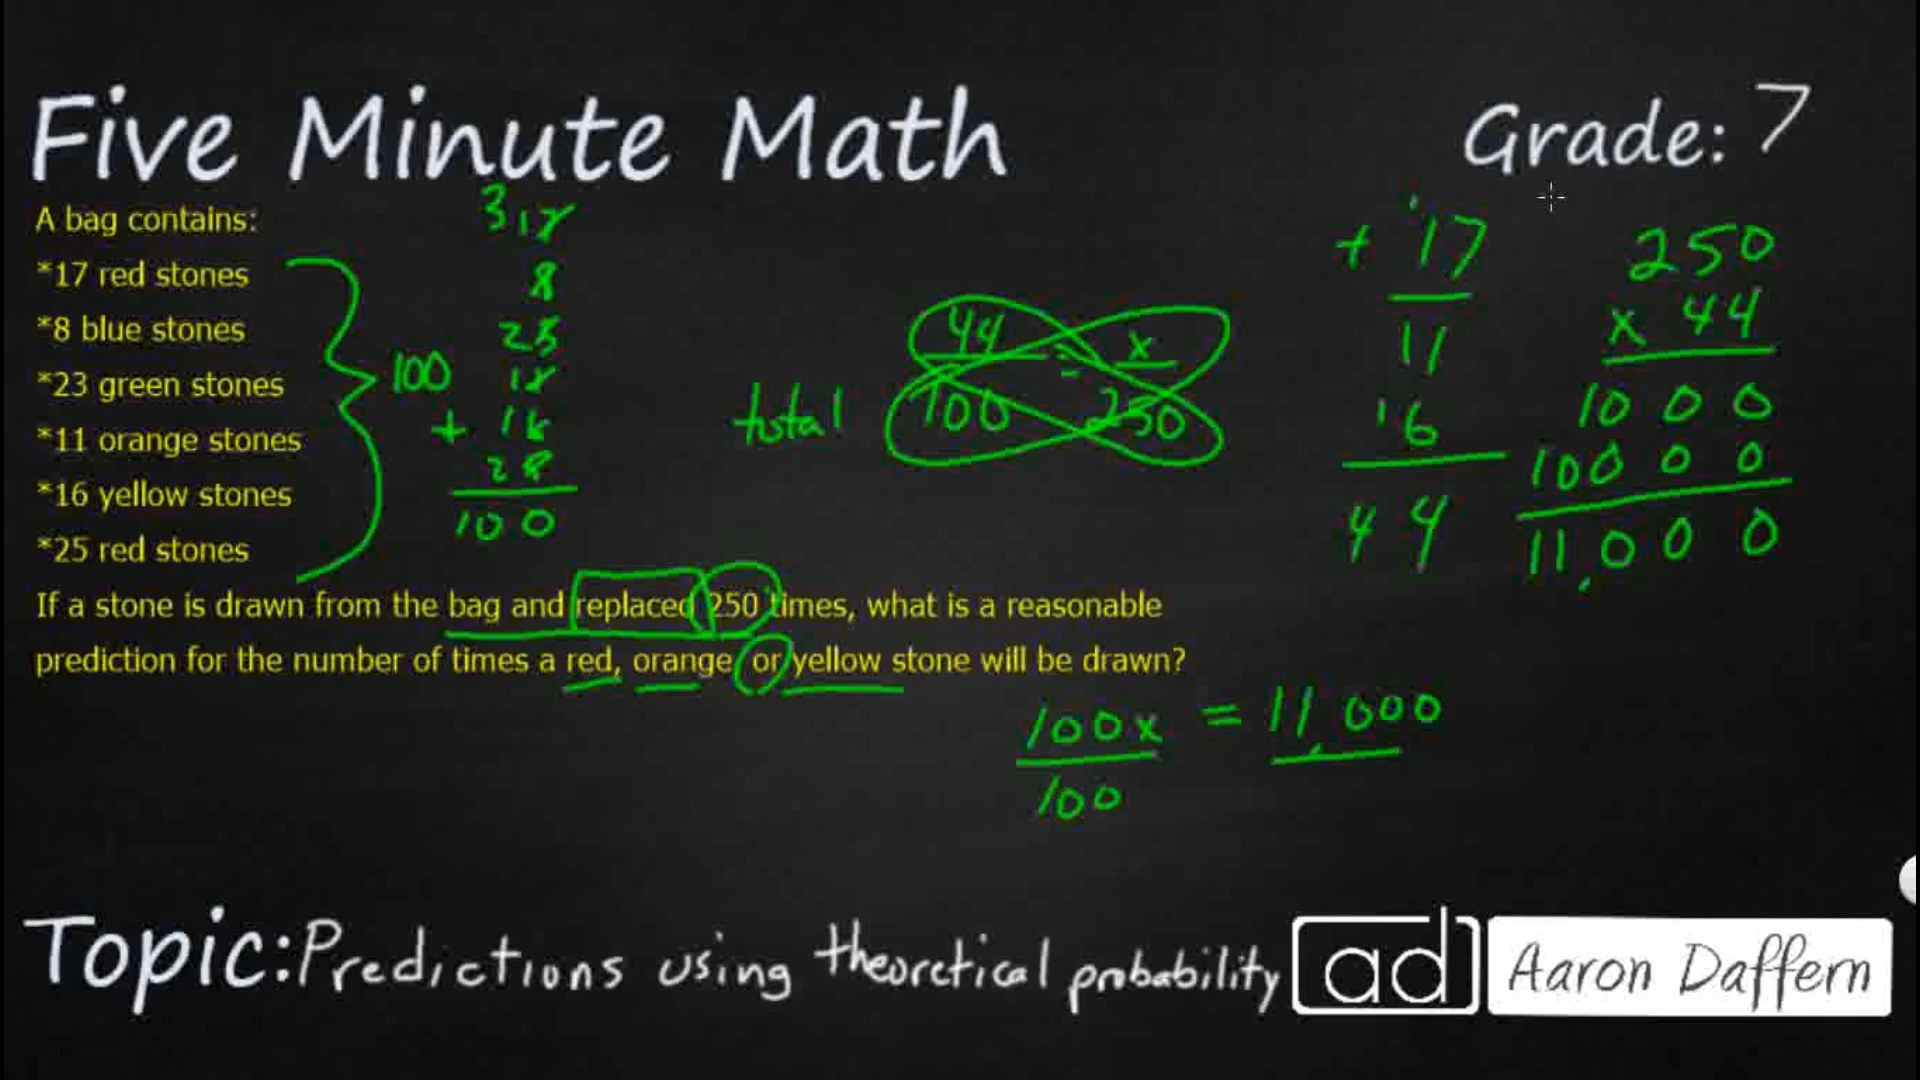 Five Minute Math
Grade: 7
A bag contains:
*17 red stones
*8 blue stones
*23 green stones
*11 orange stones
*16 yellow stones
*25 red stones
100
3
17
8
+
100
total
44 = x
100 250
+ 17
11
16
44
250
x 44
1000
10000
11,000
If a stone is drawn from the bag and replaced 250 times, what is a reasonable
prediction for the number of times a red, orange or yellow stone will be drawn?
100x = 11,000
100
Topic: Predictions using theoretical probability
ad Aaron Daffern